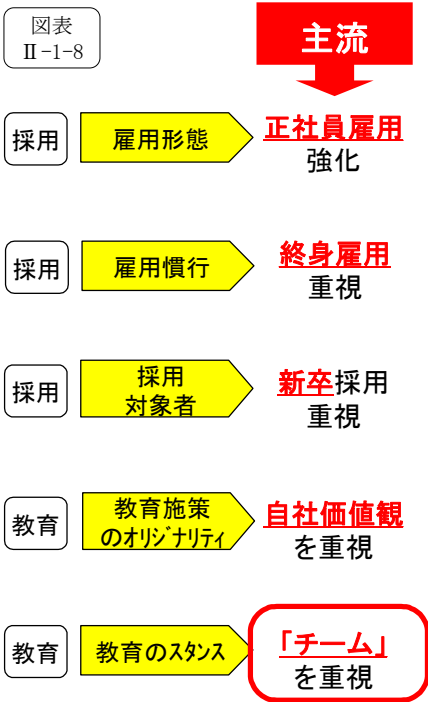 図表
Ⅱ-1-8
主流
採用
雇用形態
正社員雇用
強化
採用
雇用慣行
終身雇用
重視
採用
採用
対象者
新卒採用
重視
教育
教育施策
のオリジナリティ
自社価値観
を重視
教育
教育のスタンス
「チーム」
を重視